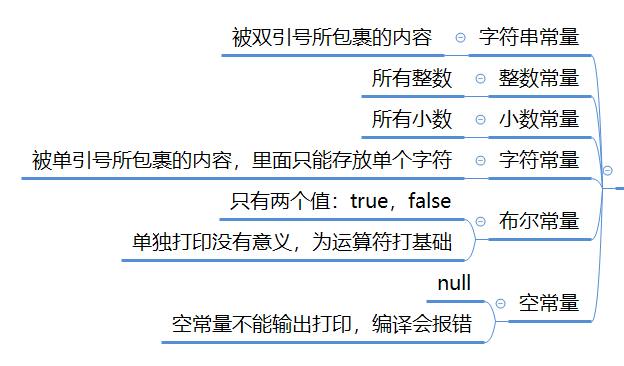 被双引号所包裹的内容 字符串常量
所有整数 整数常量
所有小数 小数常量
被单引号所包裹的内容，里面只能存放单个字符 字符常量
只有两个值：true，false
布尔常量
单独打印没有意义，为运算符打基础
null
空常量
空常量不能输出打印，编译会报错